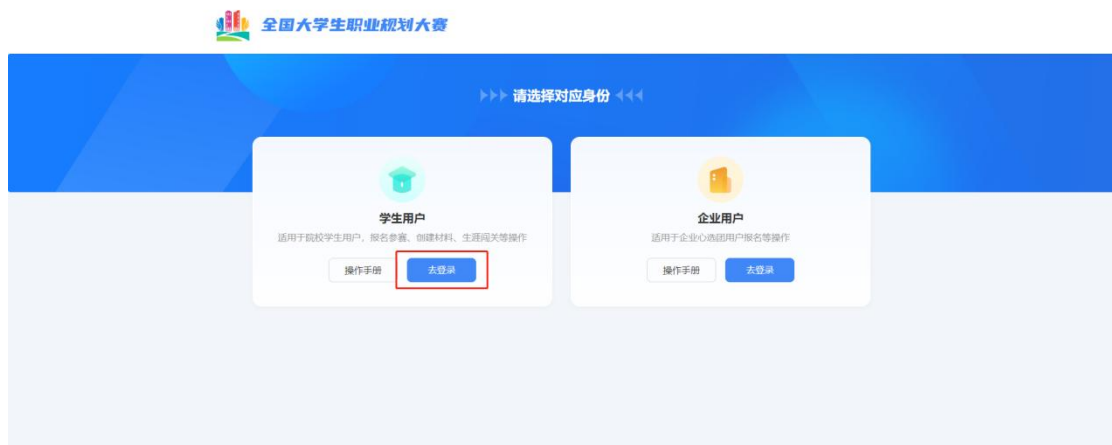 全国大学生职业规划大赛
请选择对应身份
学生用户
适用于院校学生用户、报名参赛、创建材料、生涯闯关等操作
操作手册
去登录
企业用户
适用于企业心选团用户报名等操作
操作手册
去登录